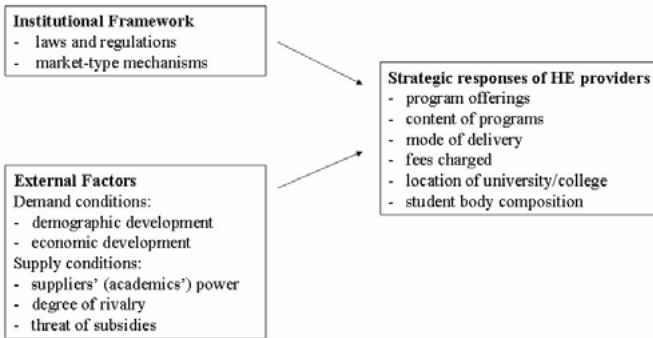 Institutional Framework
- laws and regulations
- market-type mechanisms
Strategic responses of HE providers
- program offerings
- content of programs
- mode of delivery
- fees charged
- location of university/college
- student body composition
External Factors
Demand conditions:
- demographic development
- economic development
Supply conditions:
- suppliers' (academics') power
- degree of rivalry
- threat of subsidies